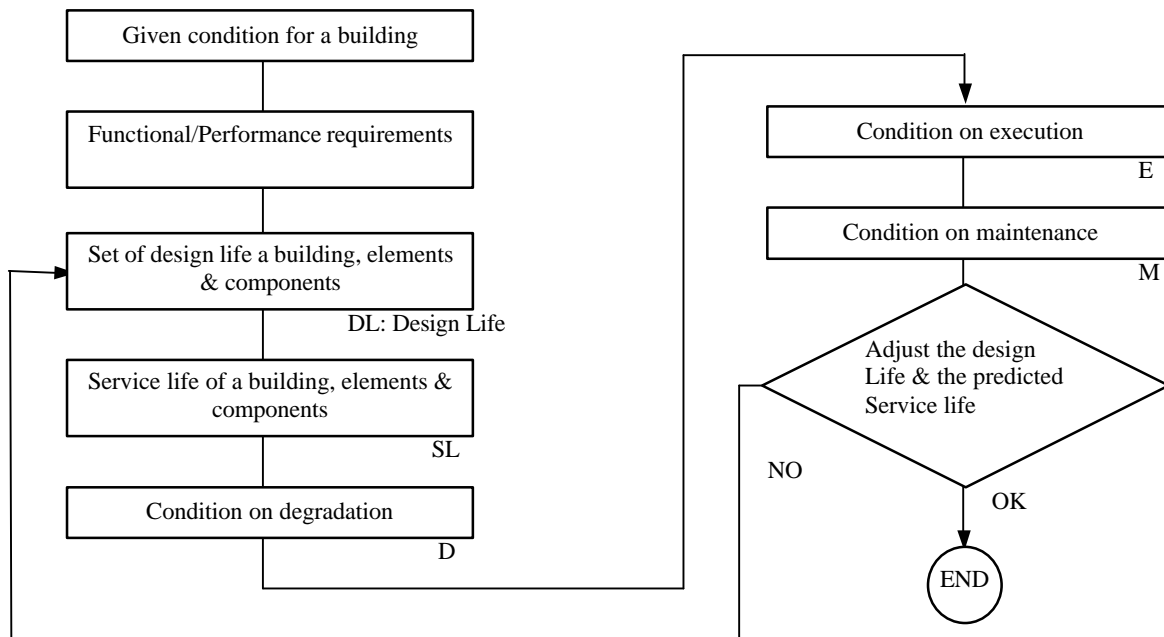 Given condition for a building
Functional/Performance requirements
Set of design life a building, elements
& components
DL: Design Life
Service life of a building, elements &
components
SL
Condition on degradation
D
Condition on execution
E
Condition on maintenance
M
Adjust the design
Life & the predicted
Service life
NO
OK
END